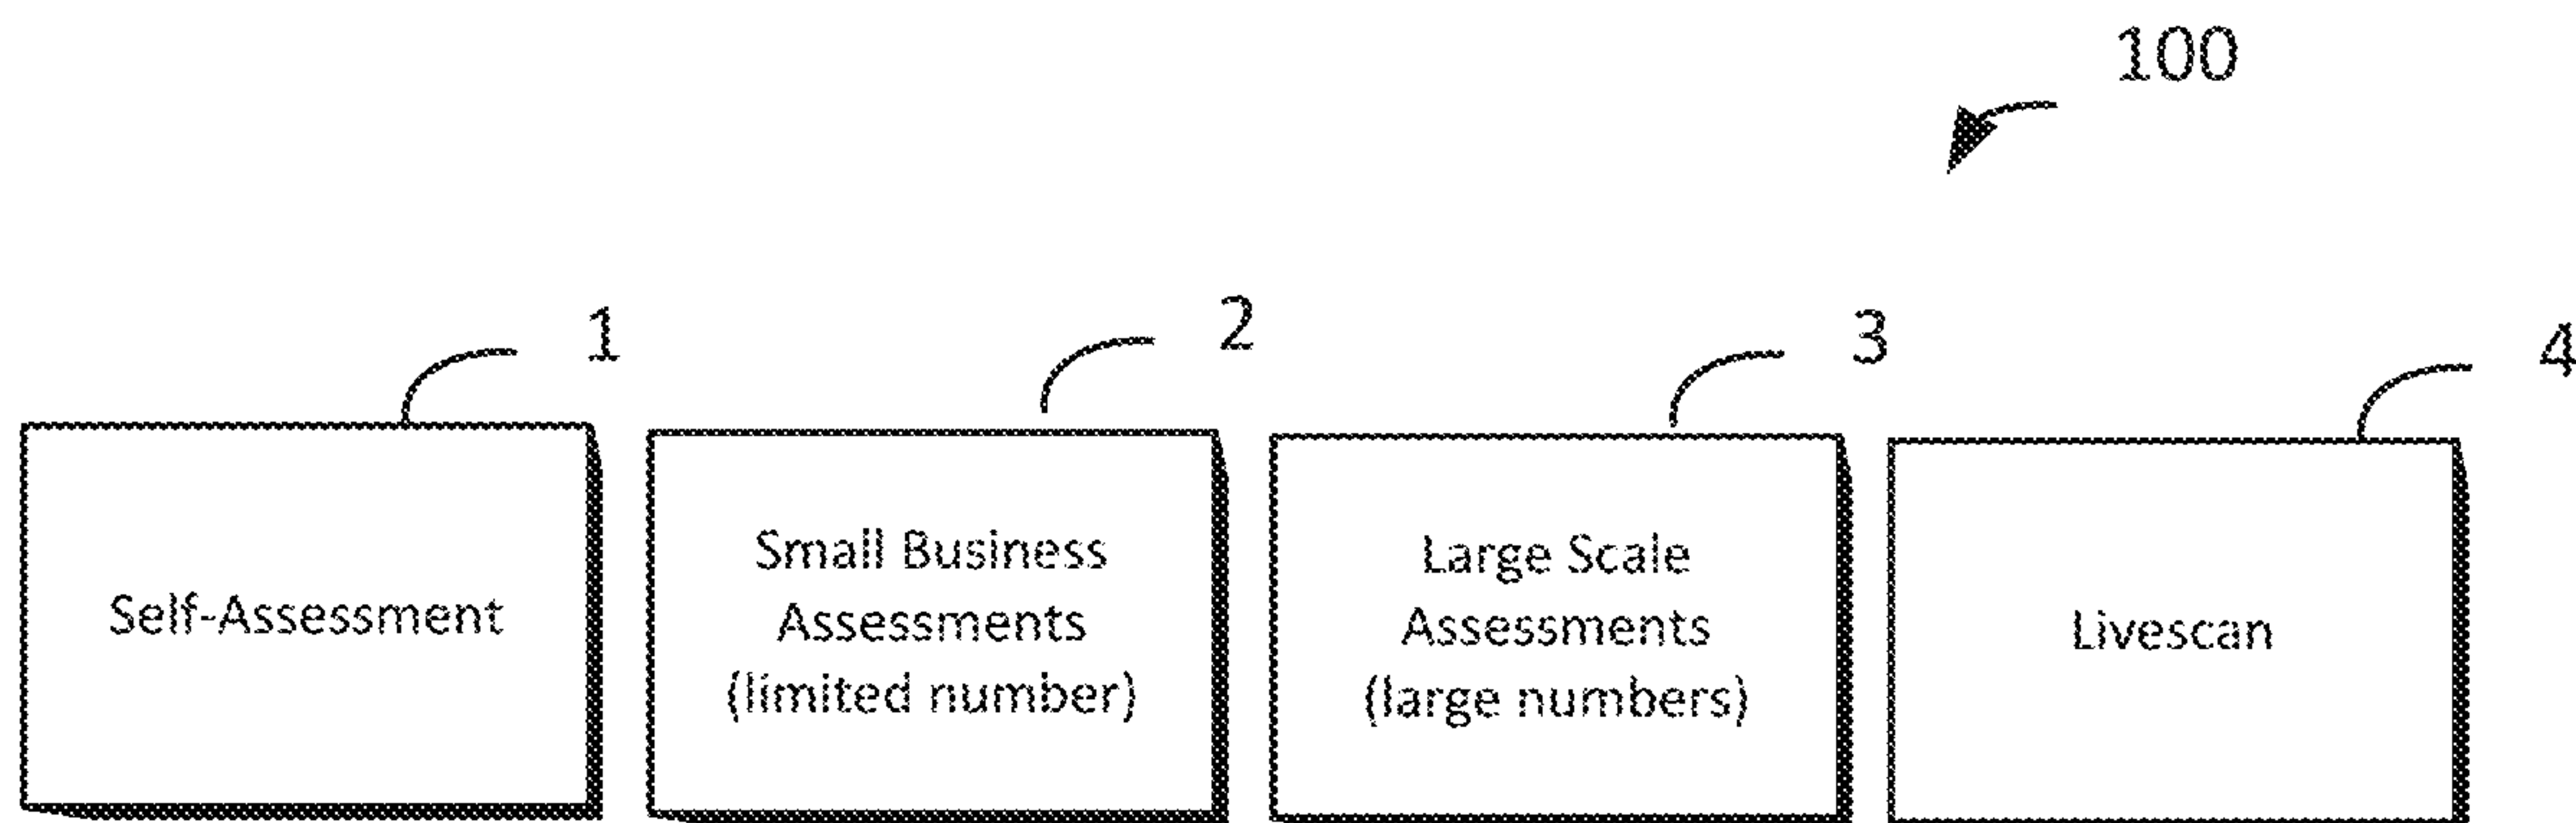 100
1
2
3
4
Self-Assessment
Small Business
Assessments
(limited number)
Large Scale
Assessments
(large numbers)
Livescan